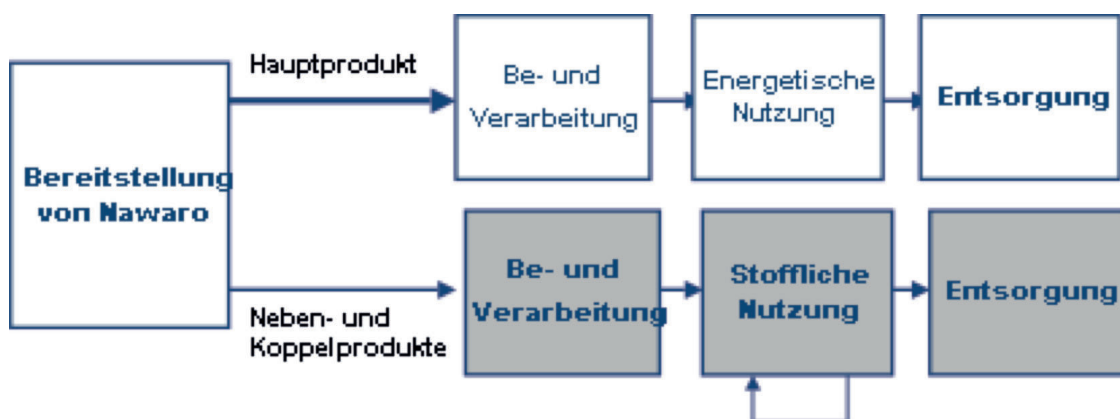 Hauptprodukt
Be- und
Verarbeitung
Energetische
Nutzung
Entsorgung
Bereitstellung
von Nawaro
Neben- und
Koppelprodukte
Be- und
Verarbeitung
Stoffliche
Nutzung
Entsorgung